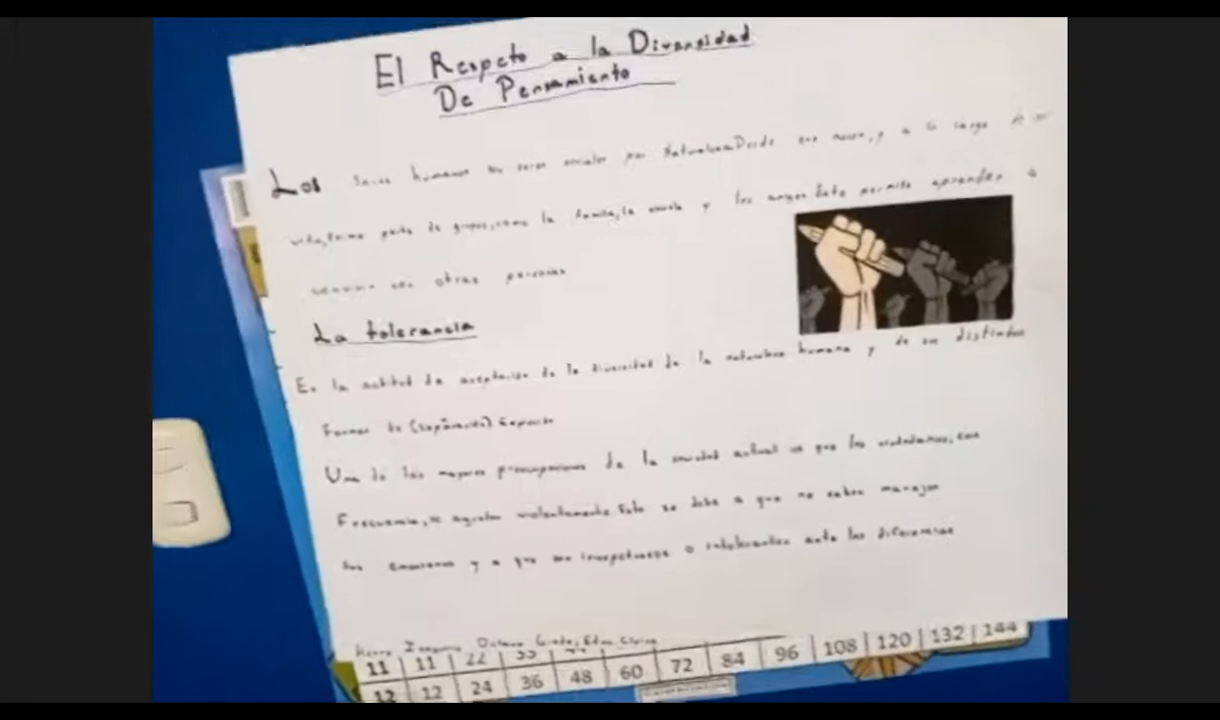 El Respeto a la Diversidad
De Pensamiento
Los seres humanos son seres sociales por Naturaleza Desde que nacen, y a lo largo de su
vida, forma parte de grupos, como la familia, la escuela y los amigos. Esto permite aprender a
convivir con otras personas
La tolerancia
Es la actitud de aceptación de la diversidad de la naturaleza humana y de sus distintas
Formas de
Una de las mayores preocupaciones de la sociedad actual es que los ciudadanos, con
Frecuencia, se agreden violentamente. Esto se debe a que no saben manejar
sus emociones y a que son irrespetuosos o intolerantes ante las diferencias
11 11 22 33
12 12 24 36 48 60 72 84 96 108 120 132 144